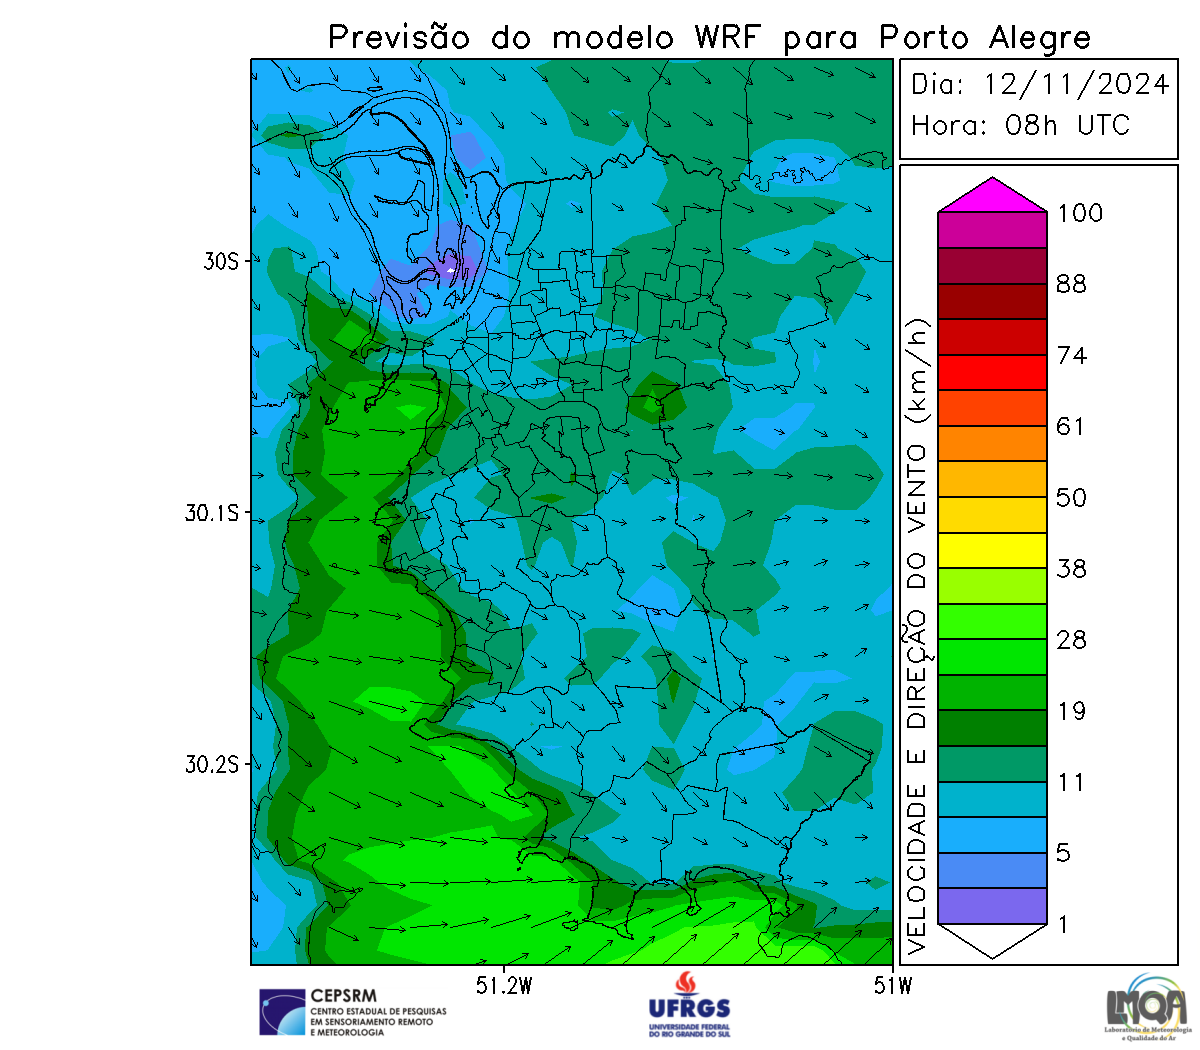 Previsão do modelo WRF para Porto Alegre
Dia: 12/11/2024
Hora: 08h UTC
30S
30.1S
30.2S
51.2W
51W
VELOCIDADE E DIREÇÃO DO VENTO (km/h)
100
88
74
61
50
38
28
19
11
5
1
CEPSRM
CENTRO ESTADUAL DE PESQUISAS
EM SENSORIAMENTO REMOTO
E METEOROLOGIA
UFRGS
UNIVERSIDADE FEDERAL
DO RIO GRANDE DO SUL
LMQA
Laboratório de Meteorologia
e Qualidade do Ar